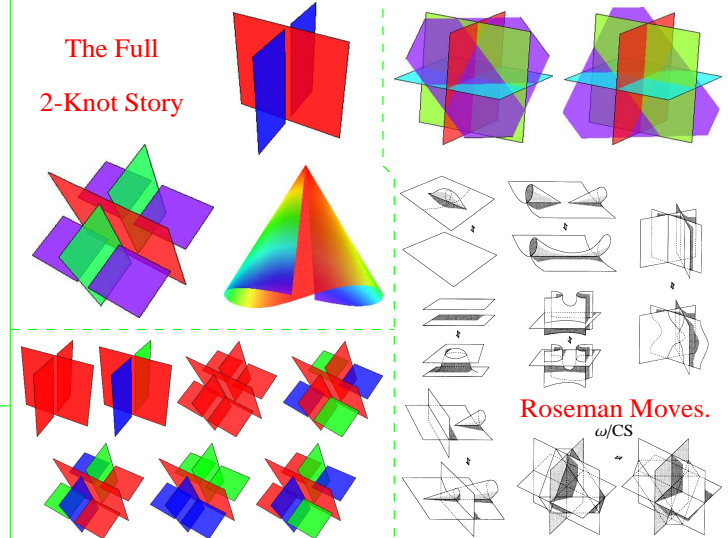 The Full
2-Knot Story
Roseman Moves.
ω/CS